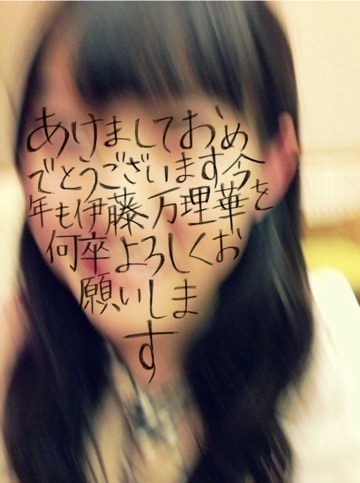 あけましておめ
でとうございます今
年も伊藤万理華を
何卒よろしくお
願いしま
す